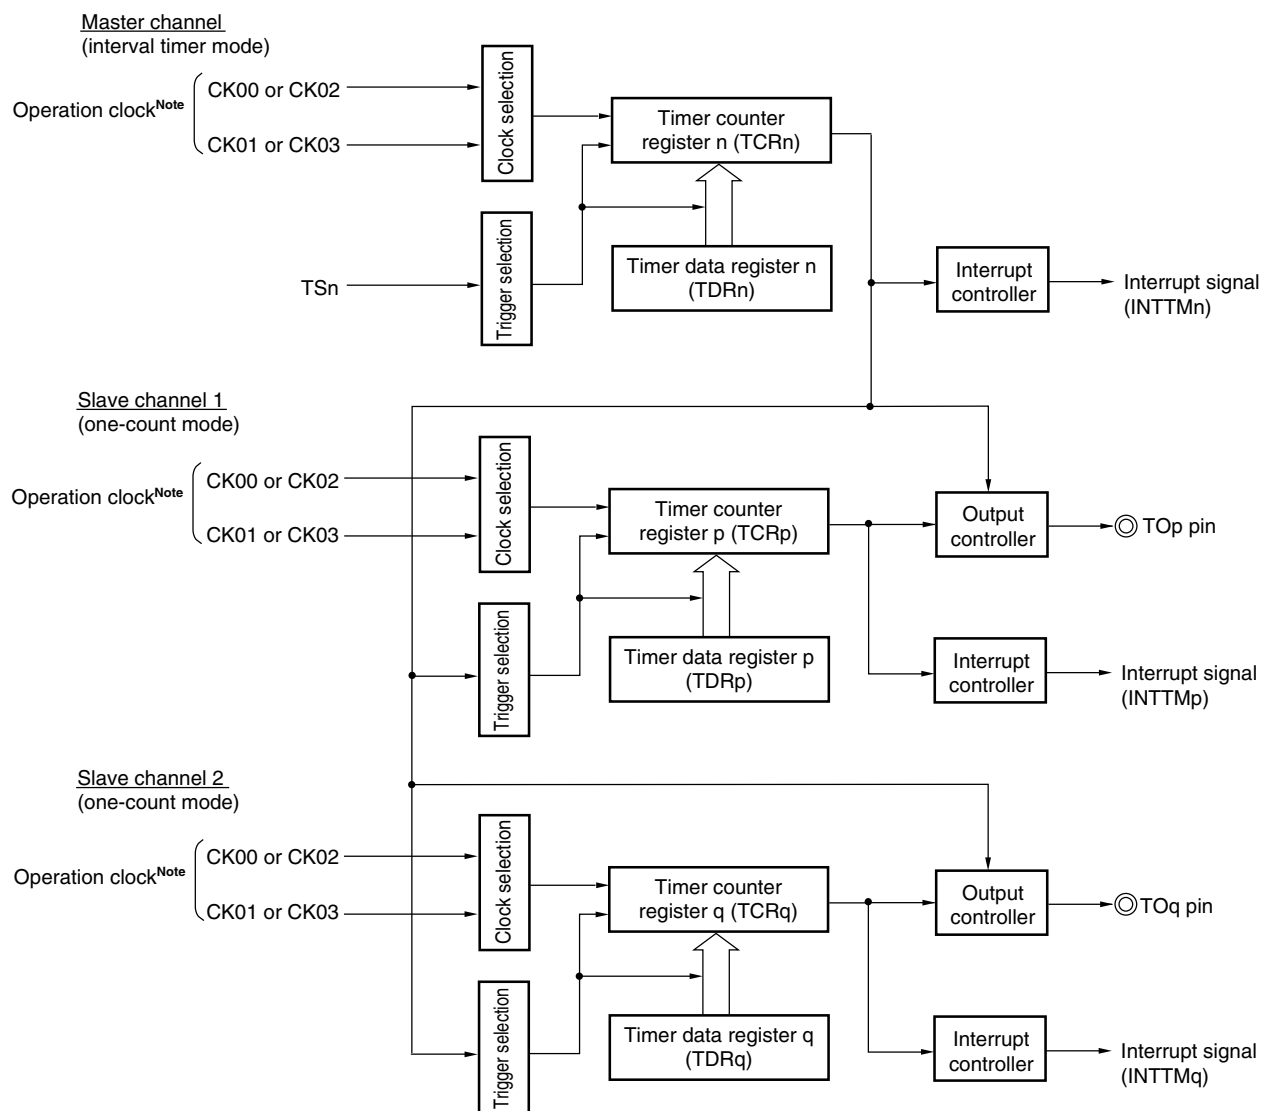 Master channel
(interval timer mode)
Operation clockNote
CK00 or CK02
CK01 or CK03
Clock selection
Timer counter
register n (TCRn)
TSn
Trigger selection
Timer data register n
(TDRn)
Interrupt
controller
Interrupt signal
(INTTMn)
Slave channel 1
(one-count mode)
Operation clockNote
CK00 or CK02
CK01 or CK03
Clock selection
Timer counter
register p (TCRp)
Output
controller
TOp pin
Trigger selection
Timer data register p
(TDRp)
Interrupt
controller
Interrupt signal
(INTTMp)
Slave channel 2
(one-count mode)
Operation clockNote
CK00 or CK02
CK01 or CK03
Clock selection
Timer counter
register q (TCRq)
Output
controller
TOq pin
Trigger selection
Timer data register q
(TDRq)
Interrupt
controller
Interrupt signal
(INTTMq)